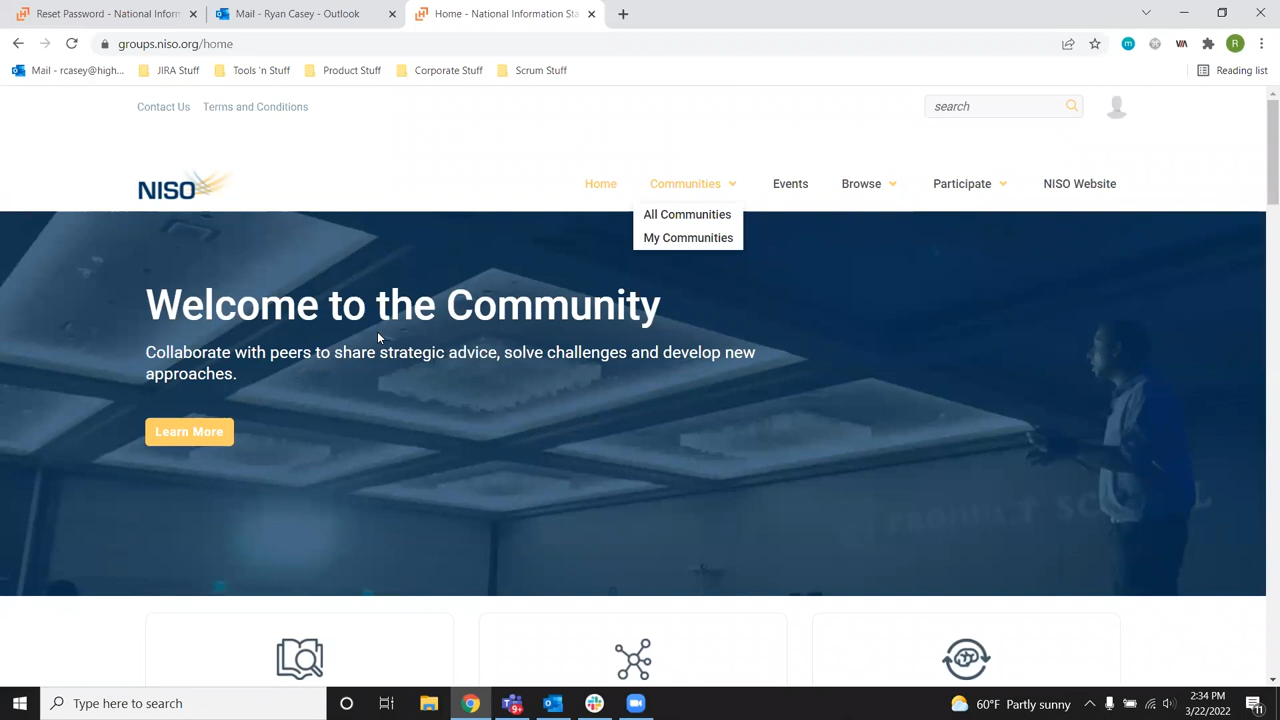 Reset Password - National Inform
Mail - Ryan Casey - Outlook
Home - National Information Sta
groups.niso.org/home
R
Mail - rcasey@high...
JIRA Stuff
Tools 'n Stuff
Product Stuff
Corporate Stuff
Scrum Stuff
Reading list
Contact Us
Terms and Conditions
search
NISO
Home
Communities
Events
Browse
Participate
NISO Website
All Communities
My Communities
Welcome to the Community
Collaborate with peers to share strategic advice, solve challenges and develop new
approaches.
Learn More
Type here to search
60°F Partly sunny
2:34 PM
3/22/2022